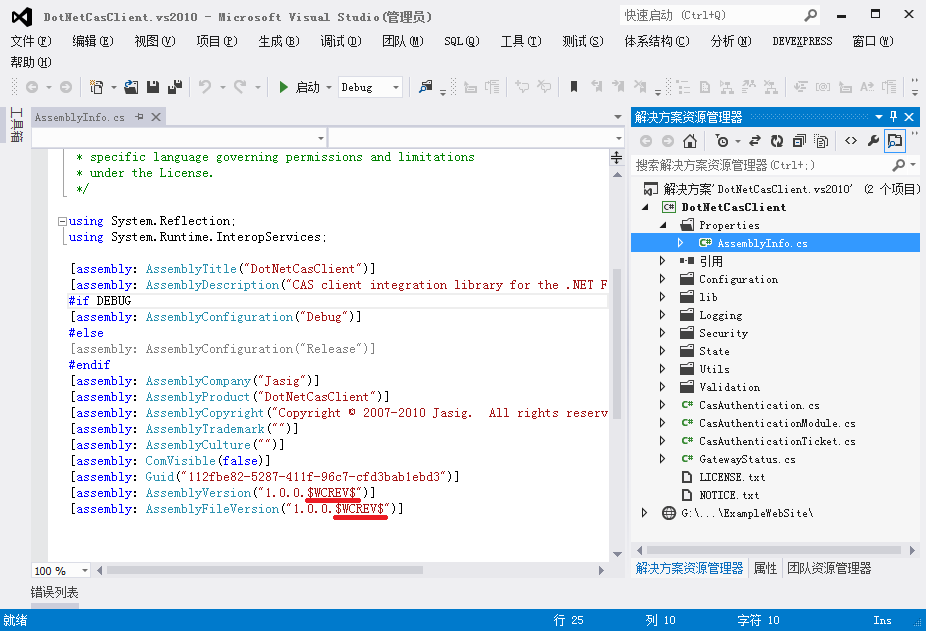 DotNetCasClient.vs2010 - Microsoft Visual Studio(管理员)
快速启动 (Ctrl+Q)
文件(F) 编辑(E) 视图(V) 项目(P) 生成(B) 调试(D) 团队(M) SQL(Q) 工具(T) 测试(S) 体系结构(C) 分析(N) DEVEXPRESS 窗口(W)
帮助(H)
启动 Debug
工具箱
AssemblyInfo.cs
* specific language governing permissions and limitations
* under the License.
*/
using System.Reflection;
using System.Runtime.InteropServices;
[assembly: AssemblyTitle("DotNetCasClient")]
[assembly: AssemblyDescription("CAS client integration library for the .NET F
#if DEBUG
[assembly: AssemblyConfiguration("Debug")]
#else
[assembly: AssemblyConfiguration("Release")]
#endif
[assembly: AssemblyCompany("Jasig")]
[assembly: AssemblyProduct("DotNetCasClient")]
[assembly: AssemblyCopyright("Copyright © 2007-2010 Jasig.  All rights reserv
[assembly: AssemblyTrademark("")]
[assembly: AssemblyCulture("")]
[assembly: ComVisible(false)]
[assembly: Guid("112fbe82-5287-411f-96c7-cfd3bab1ebd3")]
[assembly: AssemblyVersion("1.0.0.$WCREV$")]
[assembly: AssemblyFileVersion("1.0.0.$WCREV$")]
100 %
错误列表
解决方案资源管理器
搜索解决方案资源管理器(Ctrl+;)
解决方案'DotNetCasClient.vs2010' (2 个项目)
C# DotNetCasClient
Properties
C# AssemblyInfo.cs
引用
Configuration
lib
Logging
Security
State
Utils
Validation
C# CasAuthentication.cs
C# CasAuthenticationModule.cs
C# CasAuthenticationTicket.cs
C# GatewayStatus.cs
LICENSE.txt
NOTICE.txt
G:\...\ExampleWebSite\
解决方案资源管理器 属性 团队资源管理器
就绪 行 25 列 10 字符 10 Ins